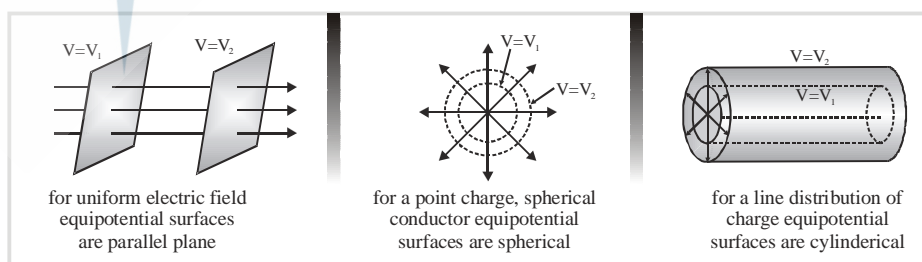 V=V₁
V=V₂
for uniform electric field
equipotential surfaces
are parallel plane
V=V₁
V=V₂
for a point charge, spherical
conductor equipotential
surfaces are spherical
V=V₂
V=V₁
for a line distribution of
charge equipotential
surfaces are cylinderical